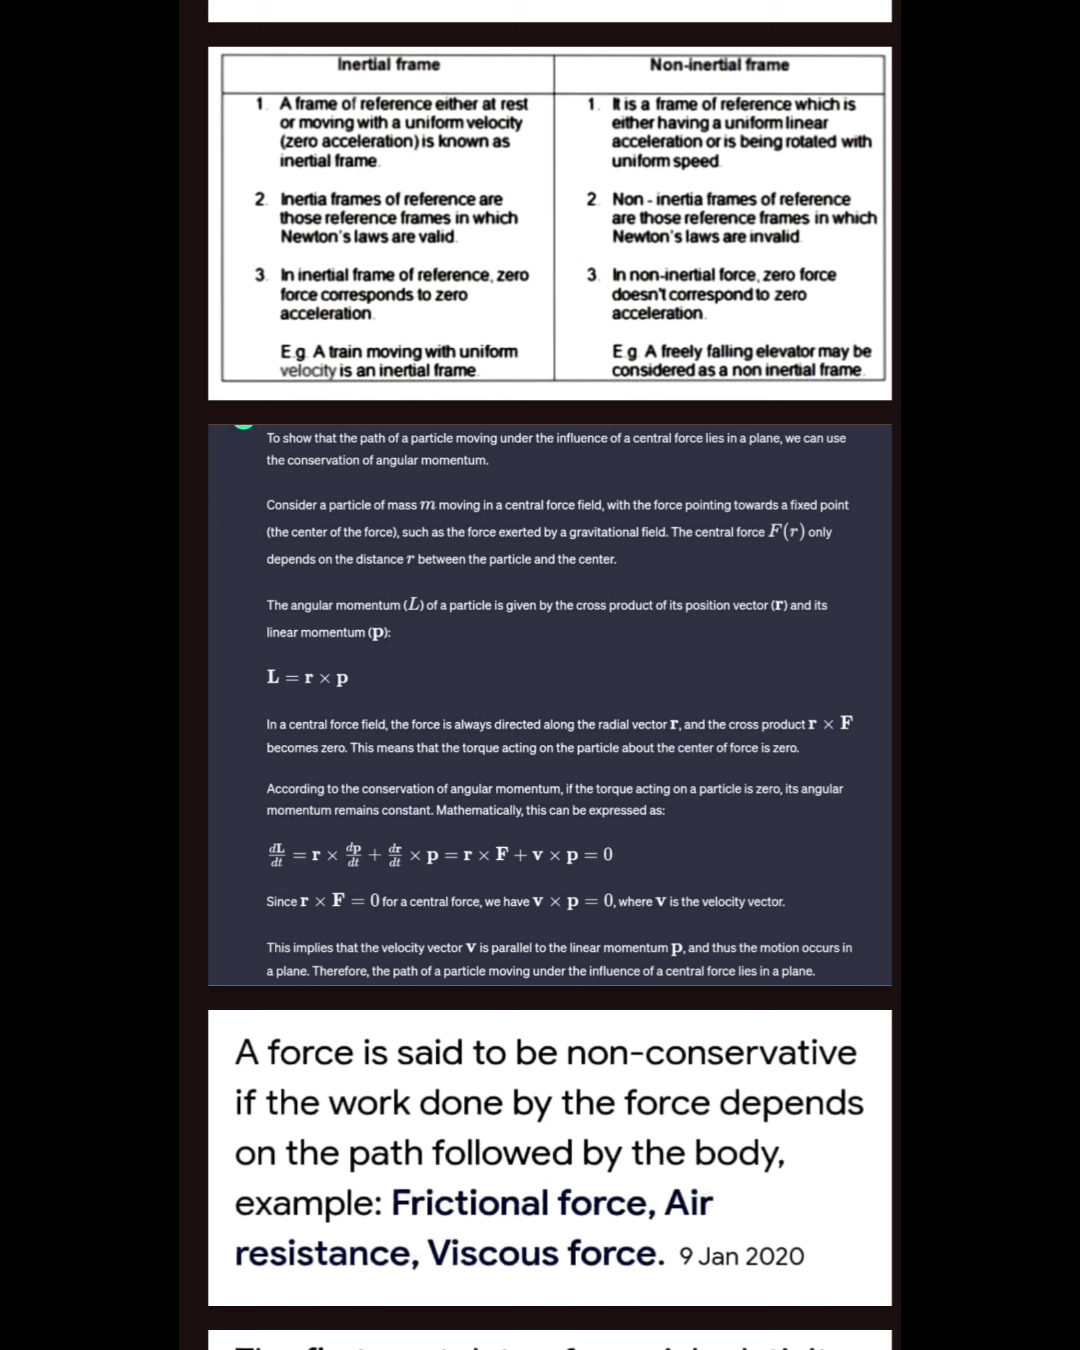 Inertial frame
Non-inertial frame
1. A frame of reference either at rest
or moving with a uniform velocity
(zero acceleration) is known as
inertial frame.
2. Inertia frames of reference are
those reference frames in which
Newton's laws are valid.
3. In inertial frame of reference, zero
force corresponds to zero
acceleration.
E.g. A train moving with uniform
velocity is an inertial frame.
1. It is a frame of reference which is
either having a uniform linear
acceleration or is being rotated with
uniform speed.
2. Non - inertia frames of reference
are those reference frames in which
Newton's laws are invalid.
3. In non-inertial force, zero force
doesn't correspond to zero
acceleration.
E.g. A freely falling elevator may be
considered as a non inertial frame.
To show that the path of a particle moving under the influence of a central force lies in a plane, we can use
the conservation of angular momentum.
Consider a particle of mass m moving in a central force field, with the force pointing towards a fixed point
(the center of the force), such as the force exerted by a gravitational field. The central force F(r) only
depends on the distance r between the particle and the center.
The angular momentum (L) of a particle is given by the cross product of its position vector (r) and its
linear momentum (p):
L = r × p
In a central force field, the force is always directed along the radial vector r, and the cross product r × F
becomes zero. This means that the torque acting on the particle about the center of force is zero.
According to the conservation of angular momentum, if the torque acting on a particle is zero, its angular
momentum remains constant. Mathematically, this can be expressed as:
dL/dt = r × dp/dt + dr/dt × p = r × F + v × p = 0
Since r × F = 0 for a central force, we have v × p = 0, where v is the velocity vector.
This implies that the velocity vector v is parallel to the linear momentum p, and thus the motion occurs in
a plane. Therefore, the path of a particle moving under the influence of a central force lies in a plane.
A force is said to be non-conservative
if the work done by the force depends
on the path followed by the body,
example: Frictional force, Air
resistance, Viscous force. 9 Jan 2020